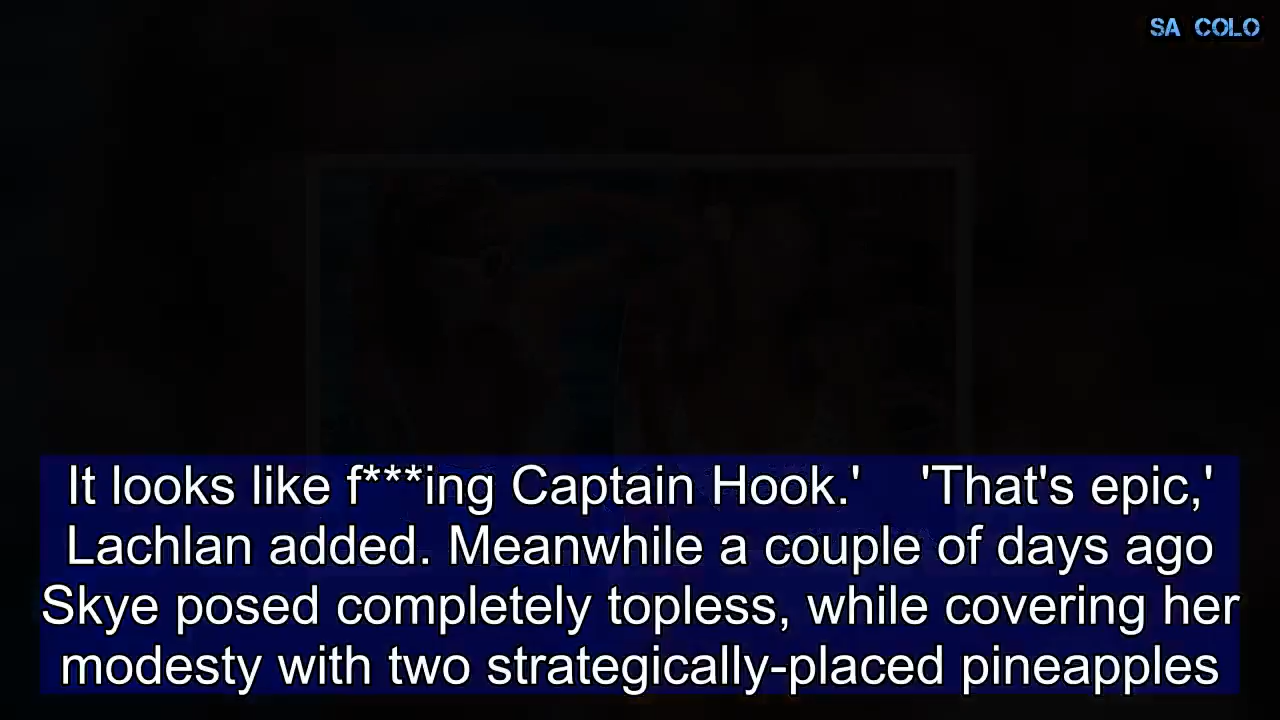 SA COLO
It looks like f***ing Captain Hook.' 'That's epic,'
Lachlan added. Meanwhile a couple of days ago
Skye posed completely topless, while covering her
modesty with two strategically-placed pineapples